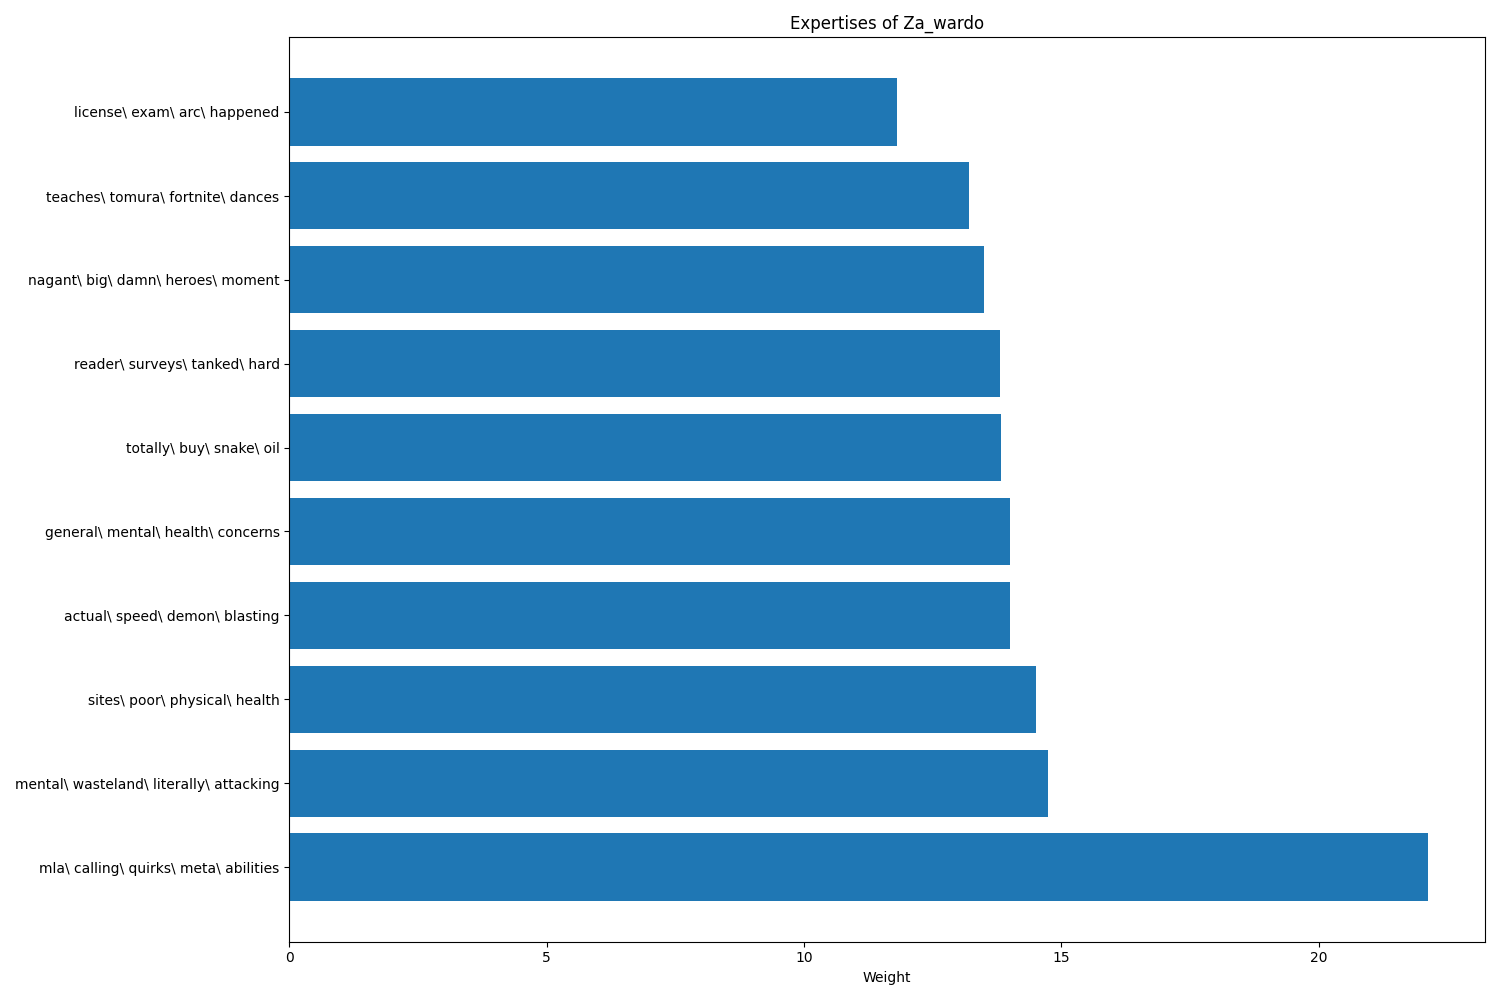 Expertises of Za_wardo
license\ exam\ arc\ happened
teaches\ tomura\ fortnite\ dances
nagant\ big\ damn\ heroes\ moment
reader\ surveys\ tanked\ hard
totally\ buy\ snake\ oil
general\ mental\ health\ concerns
actual\ speed\ demon\ blasting
sites\ poor\ physical\ health
mental\ wasteland\ literally\ attacking
mla\ calling\ quirks\ meta\ abilities
0 5 10 15 20
Weight